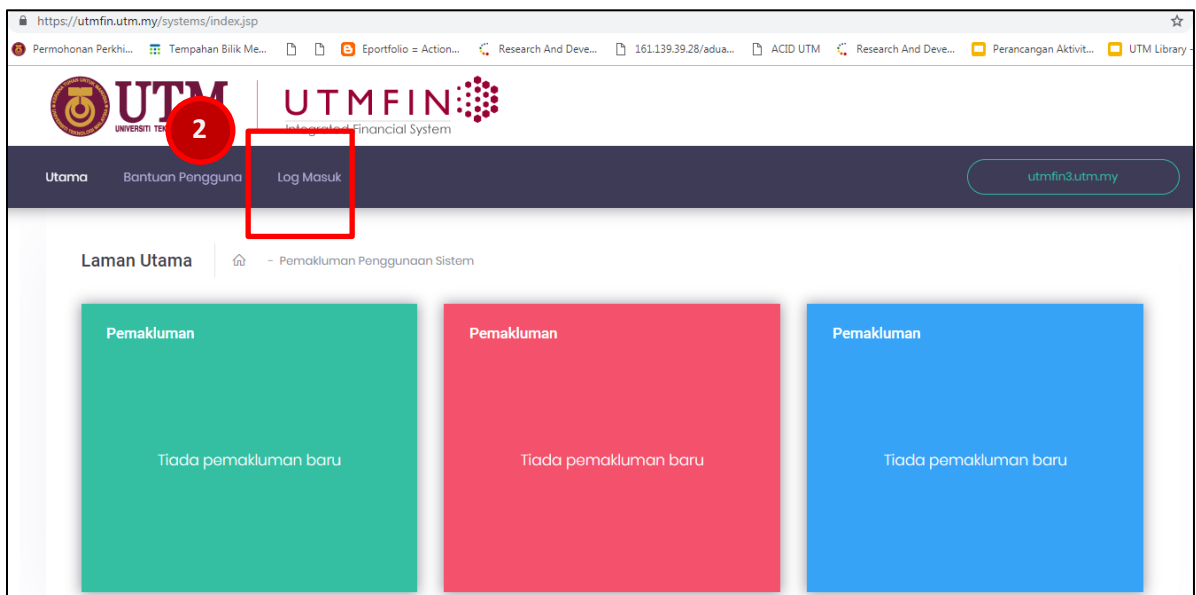 https://utmfin.utm.my/systems/index.jsp
Permohonan Perkhi... Tempahan Bilik Me... Eportfolio = Action... Research And Deve... 161.139.39.28/adua... ACID UTM Research And Deve... Perancangan Aktivit... UTM Library -
UTM
UNIVERSITI
UTMFIN
Integrated Financial System
2
Utama Bantuan Pengguna Log Masuk utmfin3.utm.my
Laman Utama - Pemakluman Penggunaan Sistem
Pemakluman Pemakluman Pemakluman
Tiada pemakluman baru Tiada pemakluman baru Tiada pemakluman baru